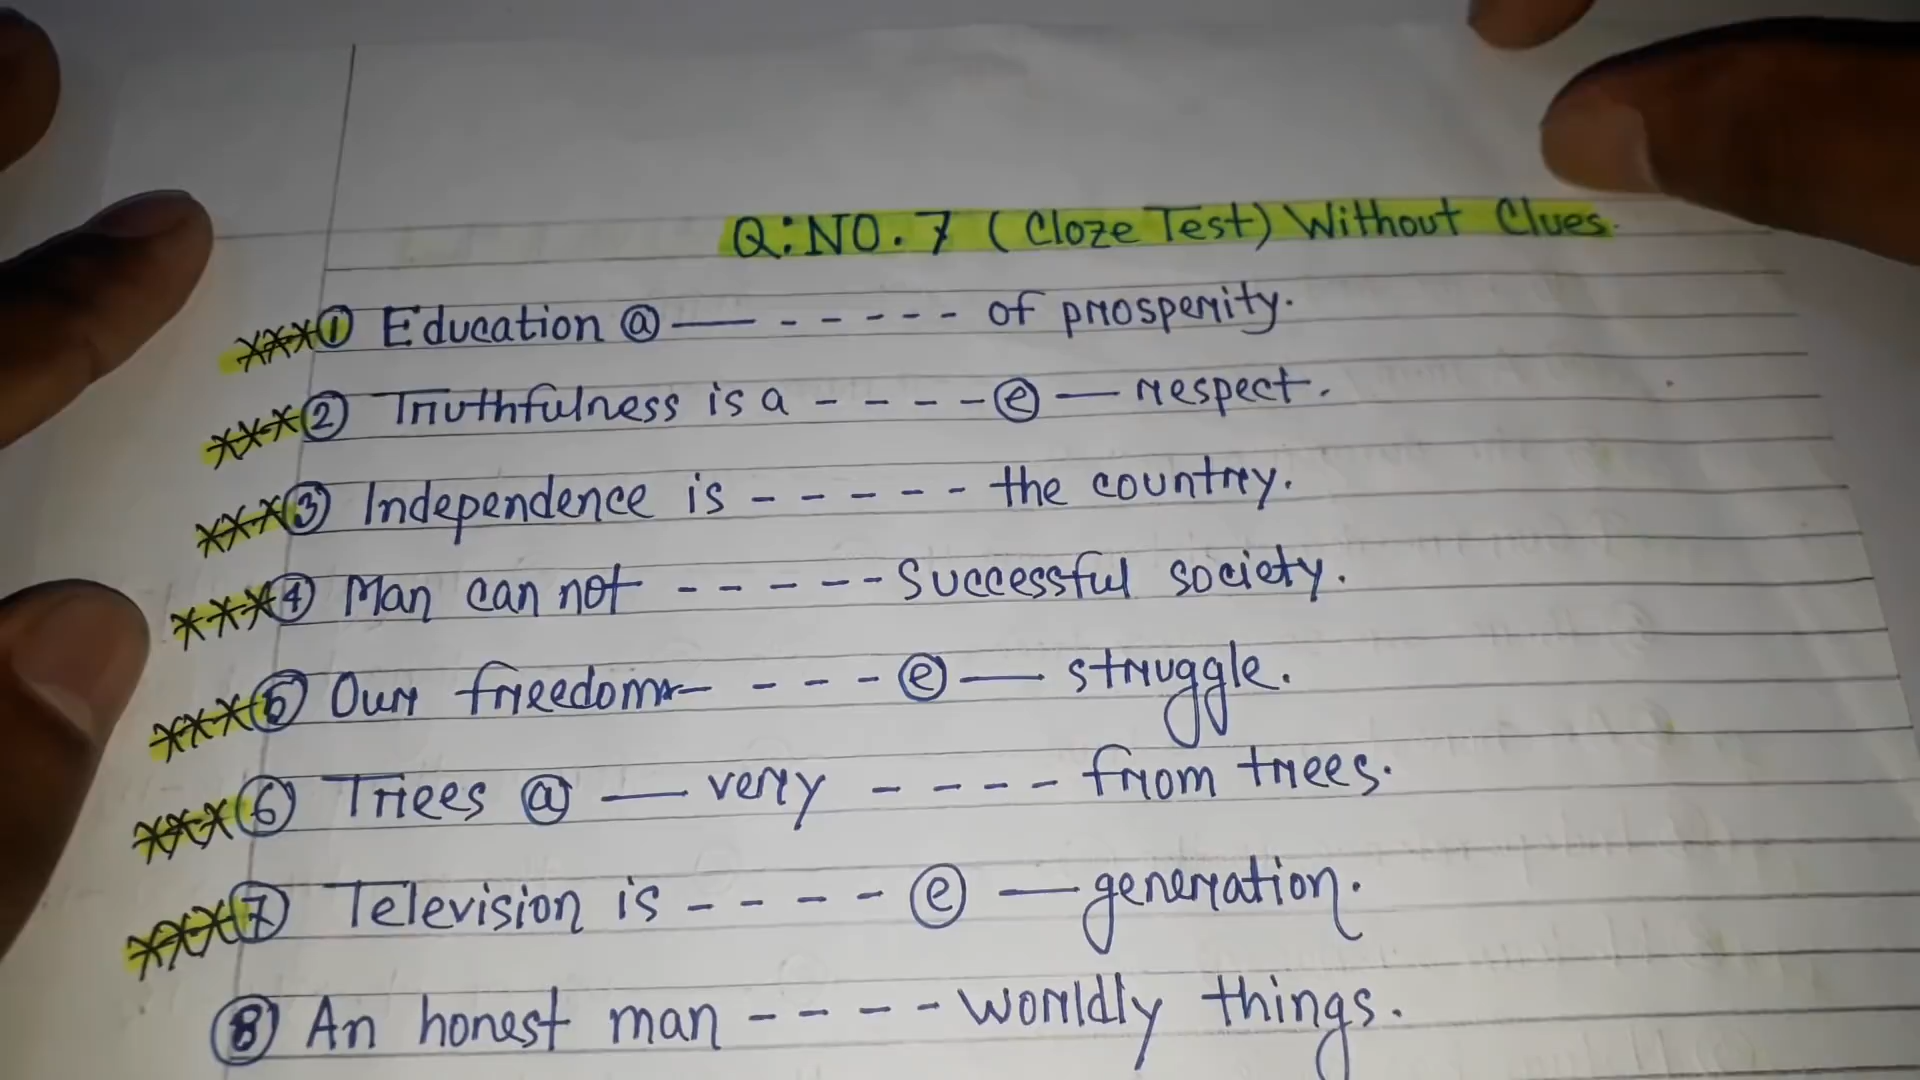 Q: NO. 7 (Cloze Test) Without Clues.
*** ① Education ⓐ — - - - - - of prosperity.
*** ② Truthfulness is a - - - - - ⓔ — respect.
*** ③ Independence is - - - - - - the country.
*** ④ Man can not - - - - - - Successful society.
*** ⑤ Our freedom - - - - - ⓔ — struggle.
*** ⑥ Trees ⓐ — very - - - - from trees.
*** ⑦ Television is - - - - - ⓔ — generation.
⑧ An honest man - - - - - worldly things.